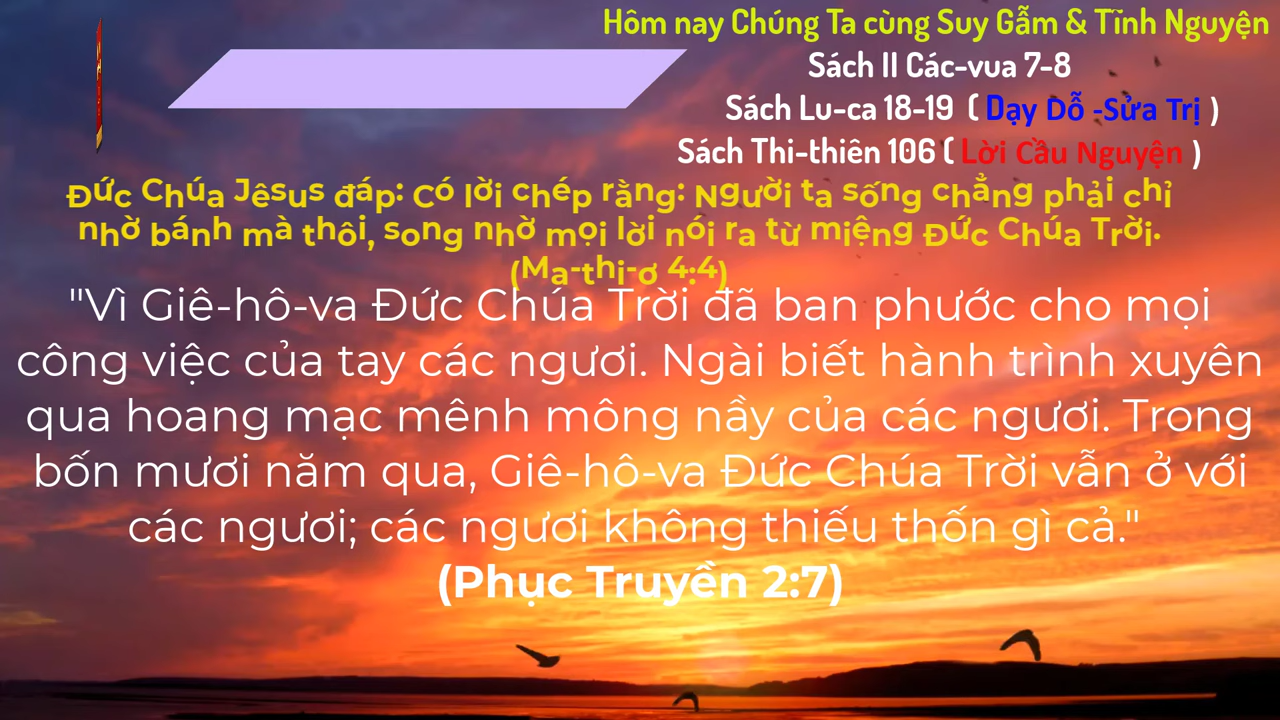 Hôm nay Chúng Ta cùng Suy Gẫm & Tĩnh Nguyện
Sách II Các-vua 7-8
Sách Lu-ca 18-19 ( Dạy Dỗ -Sửa Trị )
Sách Thi-thiên 106 ( Lời Cầu Nguyện )
Đức Chúa Jêsus đáp: Có lời chép rằng: Người ta sống chẳng phải chỉ
nhờ bánh mà thôi, song nhờ mọi lời nói ra từ miệng Đức Chúa Trời.
(Ma-thi-ơ 4:4)
"Vì Giê-hô-va Đức Chúa Trời đã ban phước cho mọi
công việc của tay các ngươi. Ngài biết hành trình xuyên
qua hoang mạc mênh mông nầy của các ngươi. Trong
bốn mươi năm qua, Giê-hô-va Đức Chúa Trời vẫn ở với
các ngươi; các ngươi không thiếu thốn gì cả."
(Phục Truyền 2:7)